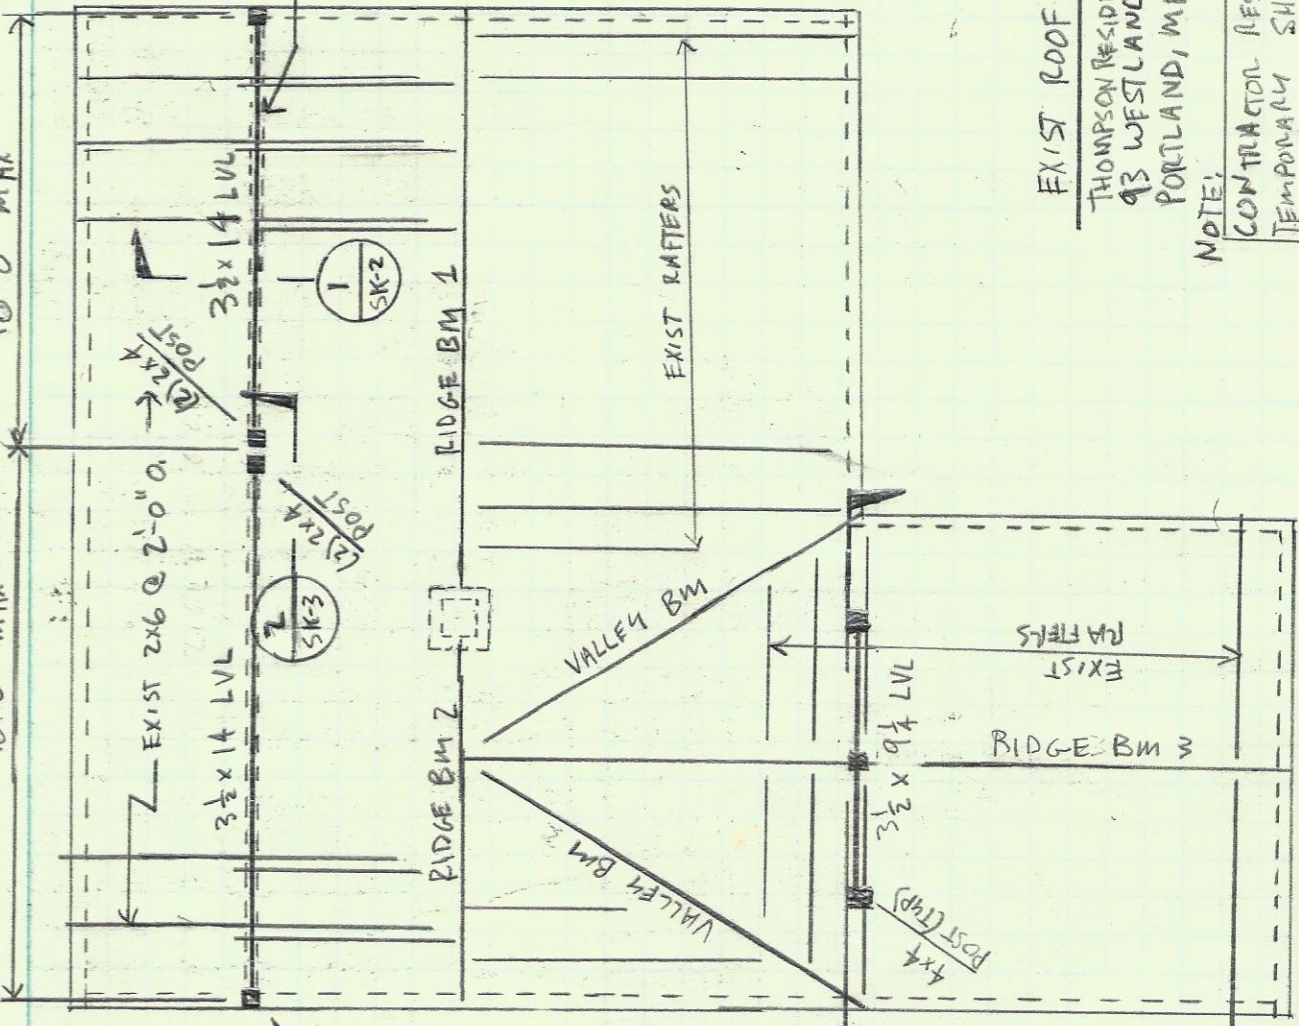 EXIST 2x6 @ 2'-0" O.
3½ x 14 LVL
3½ x 14 LVL
(2) 2x4
POST
(2) 2x4
POST
1
SK-2
2
SK-3
RIDGE BM 1
RIDGE BM 2
EXIST RAFTERS
VALLEY BM
VALLEY BM
EXIST
RAFTERS
3½ x 9¼ LVL
RIDGE BM 3
4x4
POST (TYP)
EXIST ROOF
THOMPSON RESID
93 WESTLAND
PORTLAND, M
NOTE:
CONTRACTOR RES
TEMPORARY SH